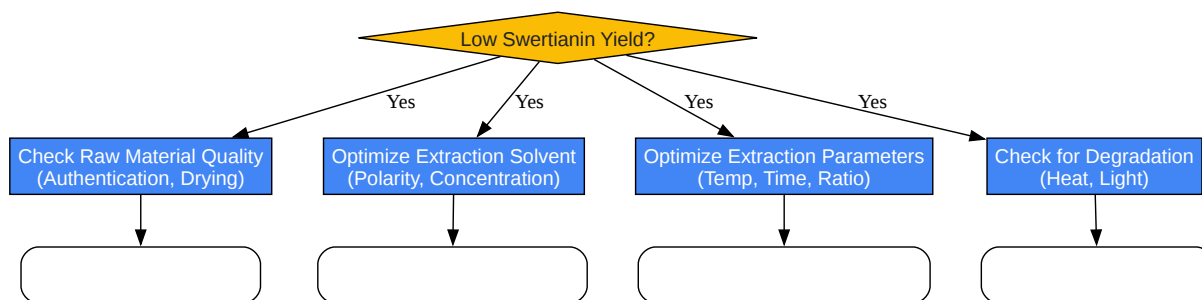 Low Swertianin Yield?
Yes
Yes
Yes
Yes
Check Raw Material Quality
(Authentication, Drying)
Optimize Extraction Solvent
(Polarity, Concentration)
Optimize Extraction Parameters
(Temp, Time, Ratio)
Check for Degradation
(Heat, Light)